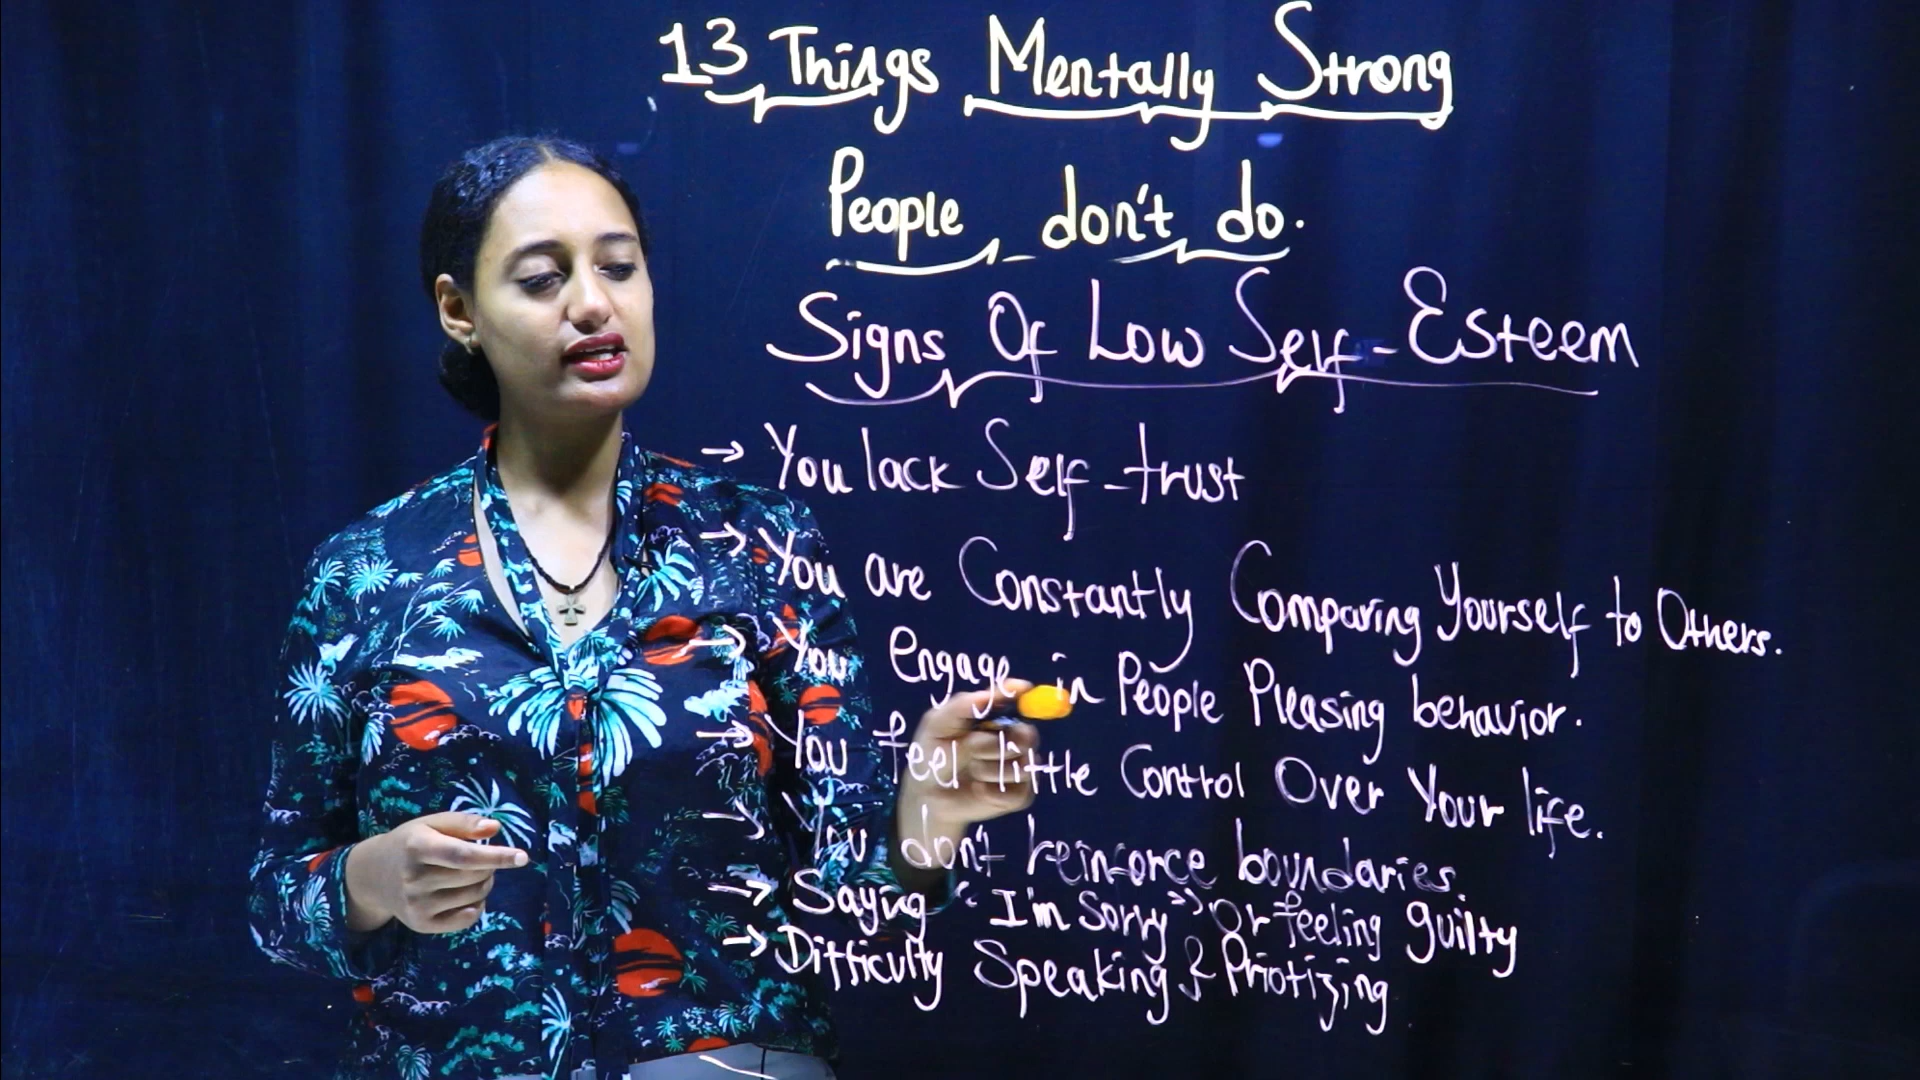 13 Things Mentally Strong
People don't do.
Signs Of Low Self-Esteem
→ You lack Self-trust
→ You are Constantly Comparing Yourself to Others.
→ You engage in People Pleasing behavior.
→ You feel little Control Over Your life.
→ You don't reinforce boundaries.
→ Saying "I'm Sorry" Or feeling guilty
→ Difficulty Speaking & Priotizing